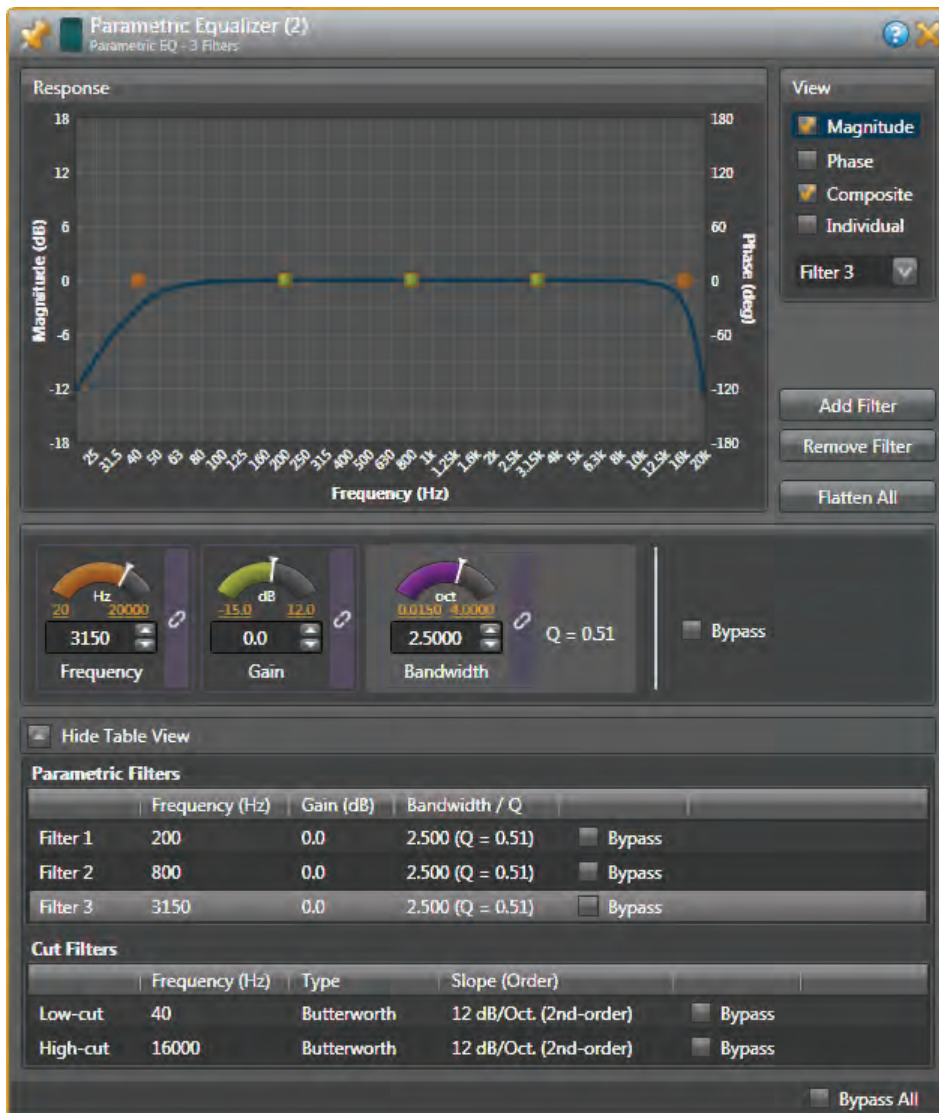 Parametric Equalizer (2)
Parametric EQ - 3 Filters
?
Response
View
18
12
6
0
-6
-12
-18
Magnitude (dB)
180
120
60
0
-60
-120
-180
Phase (deg)
25 31.5 40 50 63 80 100 125 160 200 250 315 400 500 630 800 1k 1.25k 1.6k 2k 2.5k 3.15k 4k 5k 6.3k 8k 10k 12.5k 16k 20k
Frequency (Hz)
Magnitude
Phase
Composite
Individual
Filter 3
Add Filter
Remove Filter
Flatten All
Hz
20 20000
3150
Frequency
dB
-15.0 12.0
0.0
Gain
oct
0.0150 4.0000
2.5000
Bandwidth
Q = 0.51
Bypass
Hide Table View
Parametric Filters
Frequency (Hz) Gain (dB) Bandwidth / Q
Filter 1 200 0.0 2.500 (Q = 0.51) Bypass
Filter 2 800 0.0 2.500 (Q = 0.51) Bypass
Filter 3 3150 0.0 2.500 (Q = 0.51) Bypass
Cut Filters
Frequency (Hz) Type Slope (Order)
Low-cut 40 Butterworth 12 dB/Oct. (2nd-order) Bypass
High-cut 16000 Butterworth 12 dB/Oct. (2nd-order) Bypass
Bypass All